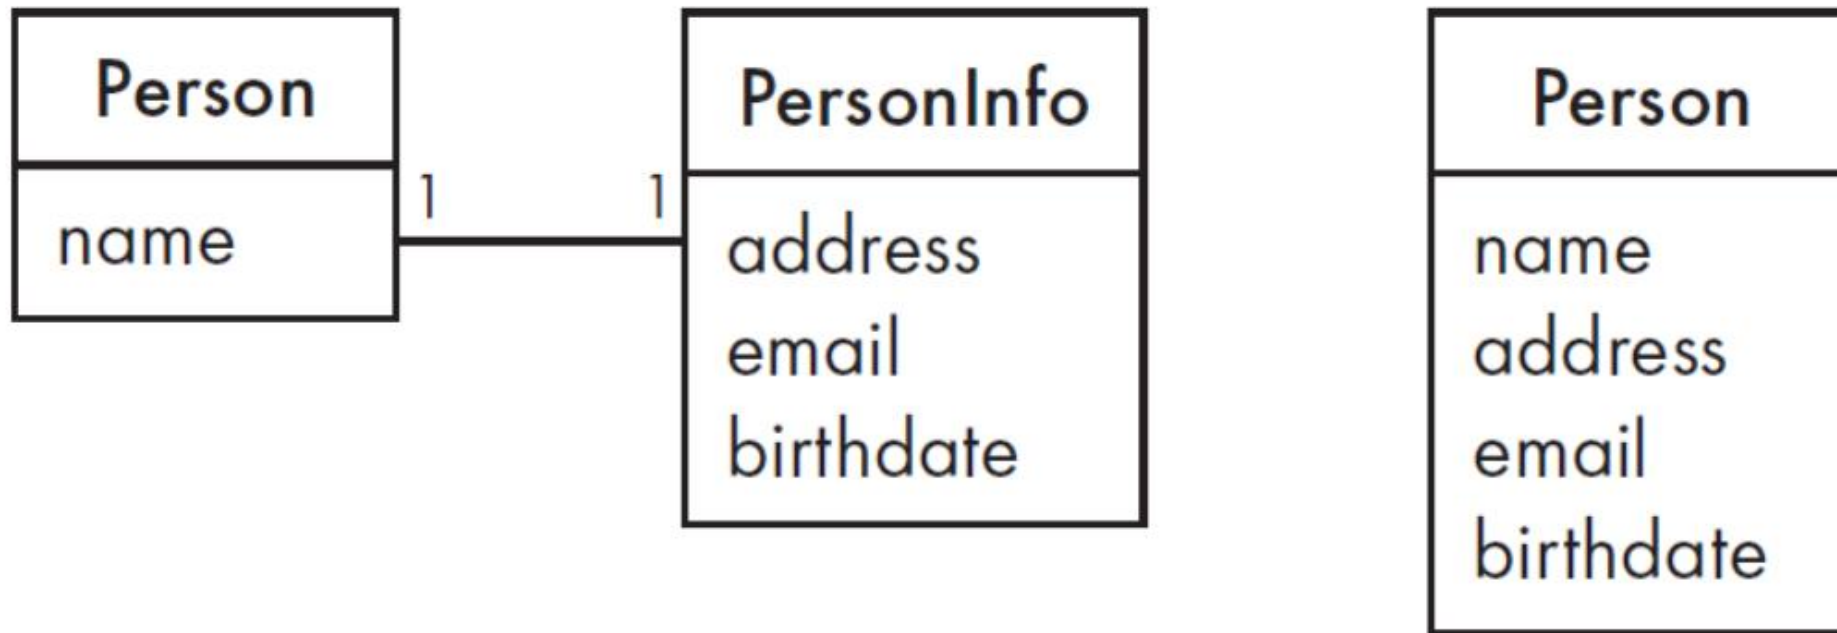 Person
name
1
1
PersonInfo
address
email
birthdate
Person
name
address
email
birthdate